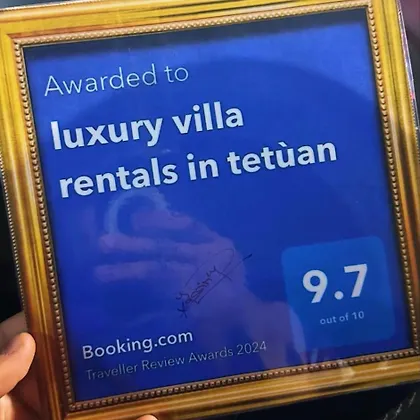 Awarded to
luxury villa
rentals in tetùan
9.7
out of 10
Booking.com
Traveller Review Awards 2024